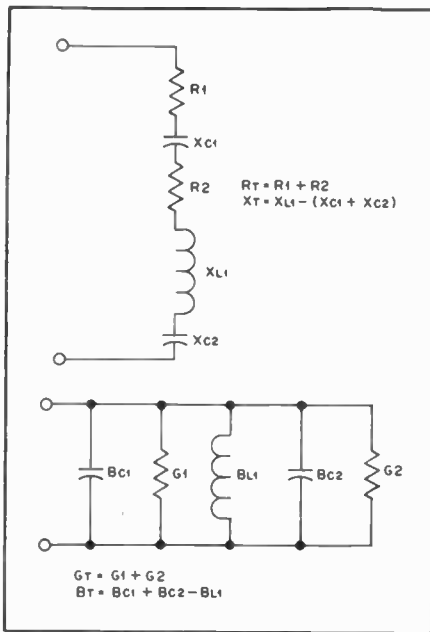 R1
XC1
R2
RT = R1 + R2
XT = XL1 – (XC1 + XC2)
XL1
XC2
BC1
G1
BL1
BC2
G2
GT = G1 + G2
BT = BC1 + BC2 – BL1